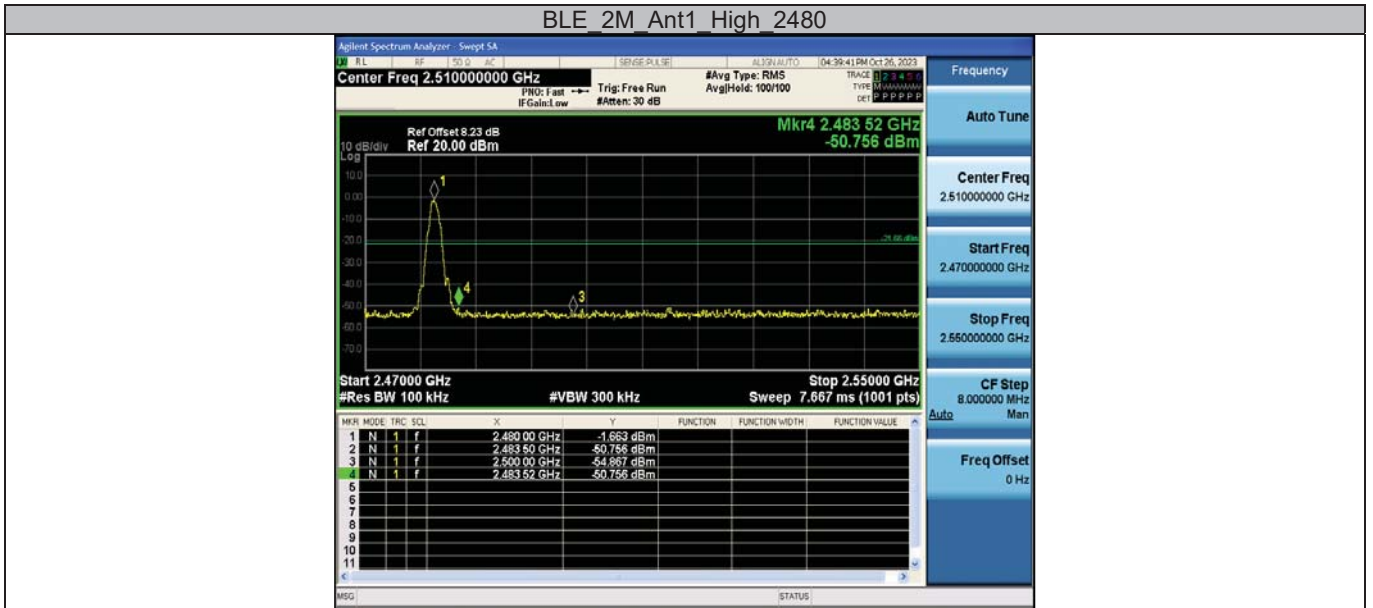 BLE_2M_Ant1_High_2480
Agilent Spectrum Analyzer - Swept SA
RL RF 50 Ω AC SENSE:PULSE ALIGN AUTO 04:39:41 PM Oct 26, 2023
Center Freq 2.510000000 GHz
PNO: Fast
IFGain:Low
Trig: Free Run
#Atten: 30 dB
#Avg Type: RMS
Avg|Hold: 100/100
TRACE 1 2 3 4 5 6
TYPE M
DET P P P P P P
Mkr4 2.483 52 GHz
-50.756 dBm
Ref Offset 8.23 dB
10 dB/div Ref 20.00 dBm
Log
10.0
0.00
-10.0
-20.0
-30.0
-40.0
-50.0
-60.0
-70.0
1
4
3
Start 2.47000 GHz Stop 2.55000 GHz
#Res BW 100 kHz #VBW 300 kHz Sweep 7.667 ms (1001 pts)
MKR MODE TRC SCL X Y FUNCTION FUNCTION WIDTH FUNCTION VALUE
1 N 1 f 2.480 00 GHz -1.663 dBm
2 N 1 f 2.483 50 GHz -50.756 dBm
3 N 1 f 2.500 00 GHz -54.867 dBm
4 N 1 f 2.483 52 GHz -50.756 dBm
5
6
7
8
9
10
11
MSG STATUS
Frequency
Auto Tune
Center Freq
2.510000000 GHz
Start Freq
2.470000000 GHz
Stop Freq
2.550000000 GHz
CF Step
8.000000 MHz
Auto Man
Freq Offset
0 Hz